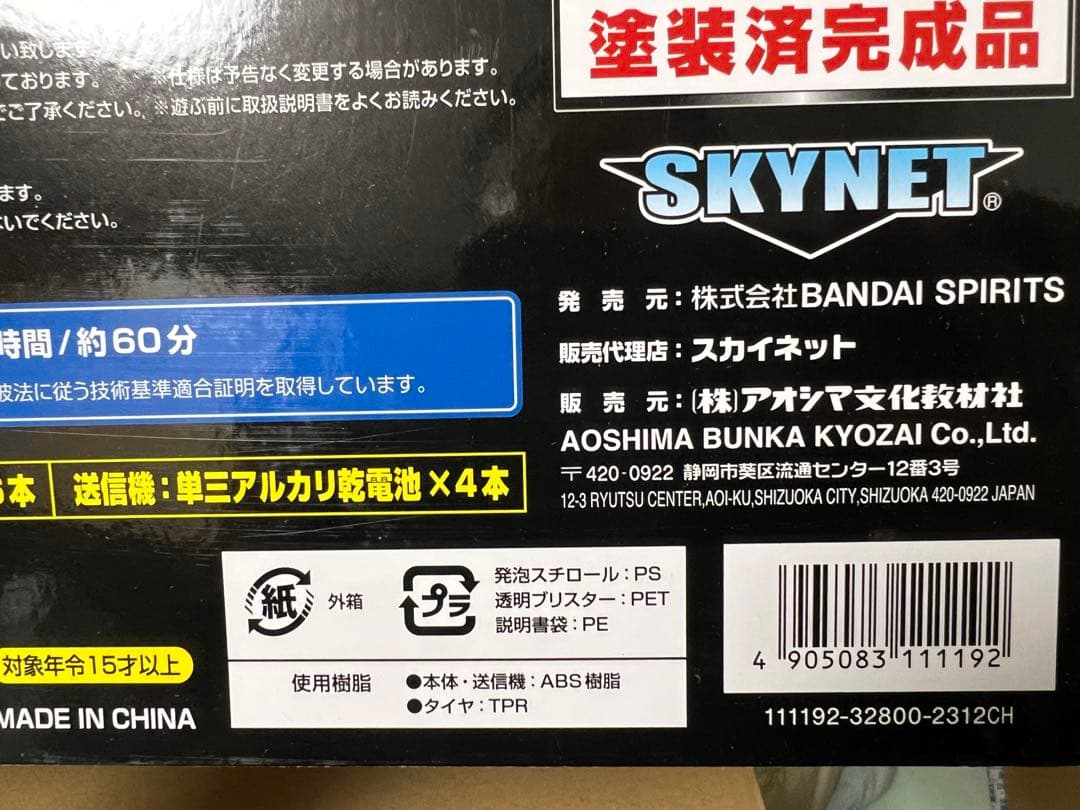 い致します。
ております。 ※仕様は予告なく変更する場合があります。
でご了承ください。 ※遊ぶ前に取扱説明書をよくお読みください。
ます。
ないでください。
時間/約60分
波法に従う技術基準適合証明を取得しています。
6本 送信機:単三アルカリ乾電池×4本
対象年令15才以上
MADE IN CHINA
塗装済完成品
SKYNET®
発売元:株式会社BANDAI SPIRITS
販売代理店:スカイネット
販売元:(株)アオシマ文化教材社
AOSHIMA BUNKA KYOZAI Co.,Ltd.
〒420-0922 静岡市葵区流通センター12番3号
12-3 RYUTSU CENTER,AOI-KU,SHIZUOKA CITY,SHIZUOKA 420-0922 JAPAN
紙 外箱
プラ 発泡スチロール:PS
透明ブリスター:PET
説明書袋:PE
使用樹脂 ●本体・送信機:ABS樹脂
●タイヤ:TPR
4 905083 111192
111192-32800-2312CH